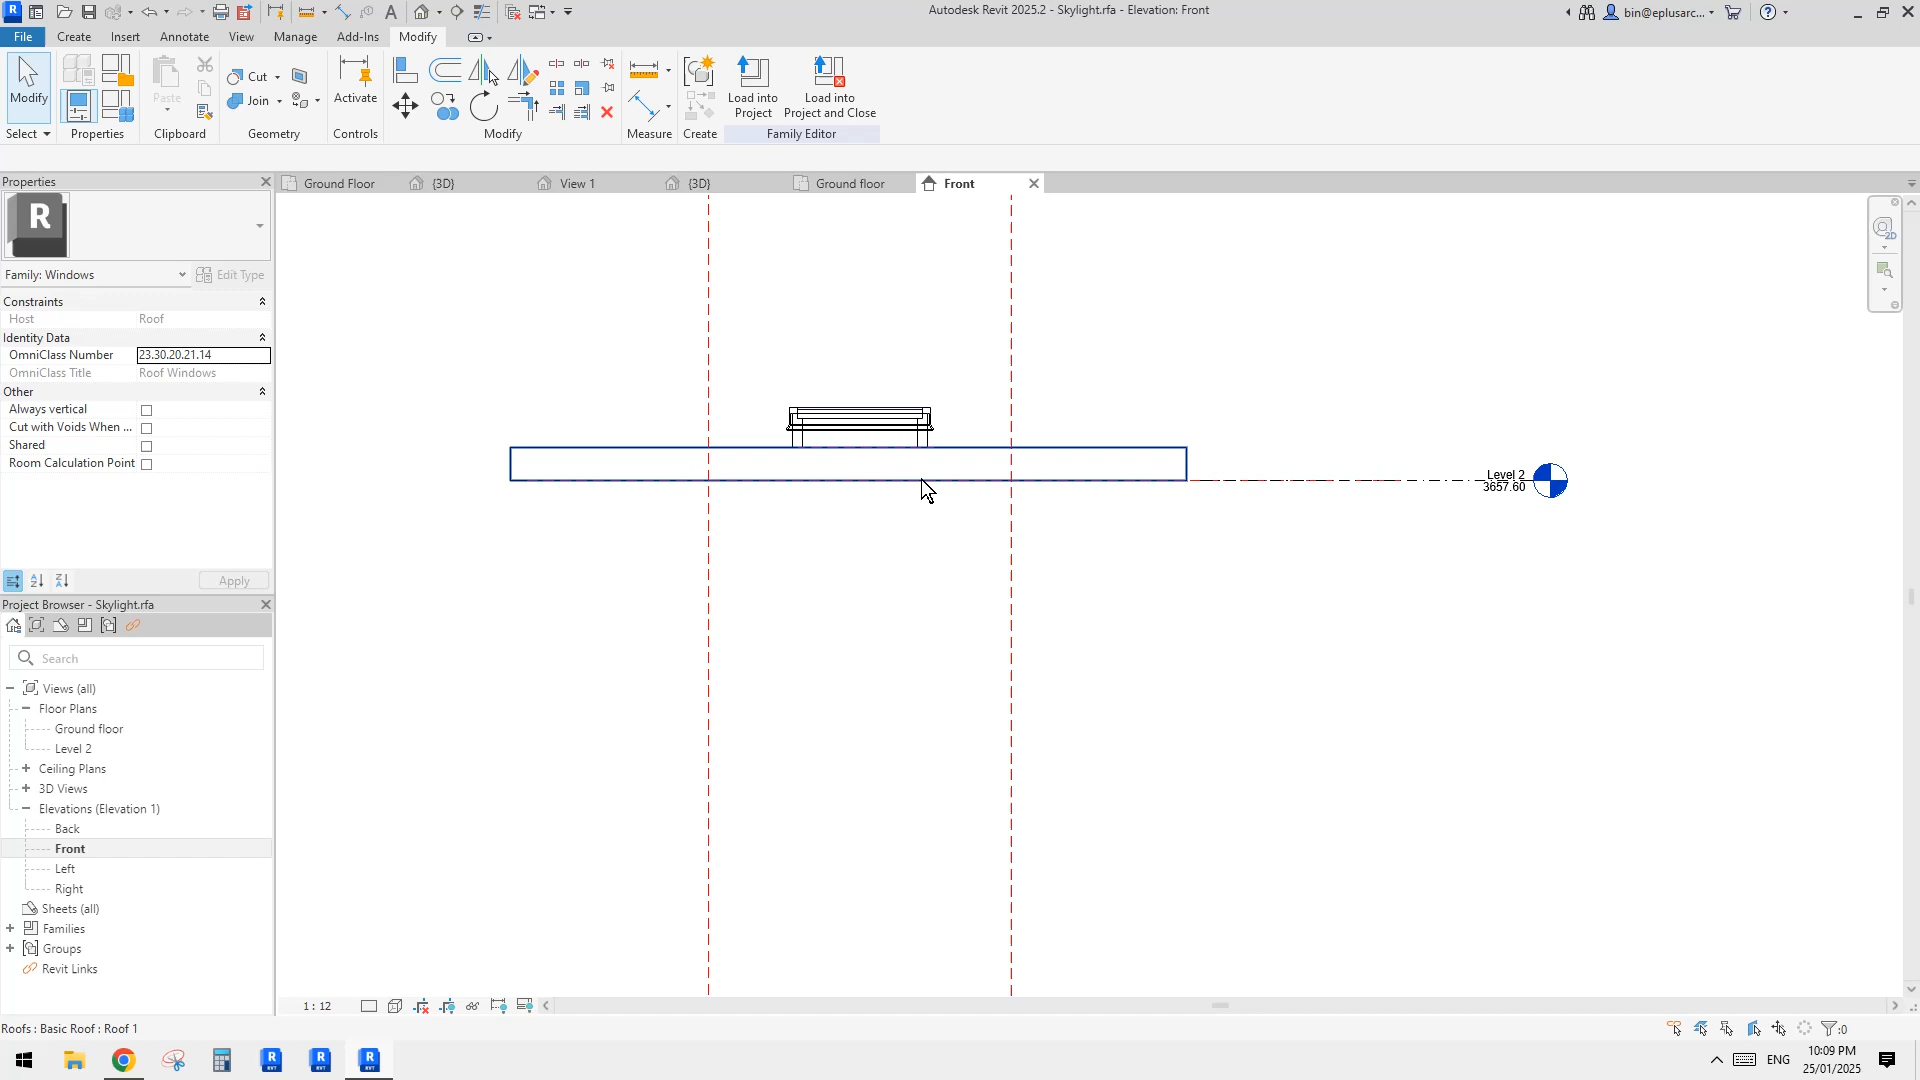 Autodesk Revit 2025.2 - Skylight.rfa - Elevation: Front
bin@eplusarc...
File Create Insert Annotate View Manage Add-Ins Modify
Modify
Paste
Cut
Join
Activate
Load into Project
Load into Project and Close
Select Properties Clipboard Geometry Controls Modify Measure Create Family Editor
Properties
Ground Floor {3D} View 1 {3D} Ground floor Front
R
Family: Windows
Edit Type
Constraints
Host Roof
Identity Data
OmniClass Number 23.30.20.21.14
OmniClass Title Roof Windows
Other
Always vertical
Cut with Voids When ...
Shared
Room Calculation Point
Apply
Level 2
3657.60
2D
Project Browser - Skylight.rfa
Search
Views (all)
Floor Plans
Ground floor
Level 2
Ceiling Plans
3D Views
Elevations (Elevation 1)
Back
Front
Left
Right
Sheets (all)
Families
Groups
Revit Links
1 : 12
Roofs : Basic Roof : Roof 1
:0
ENG
10:09 PM
25/01/2025